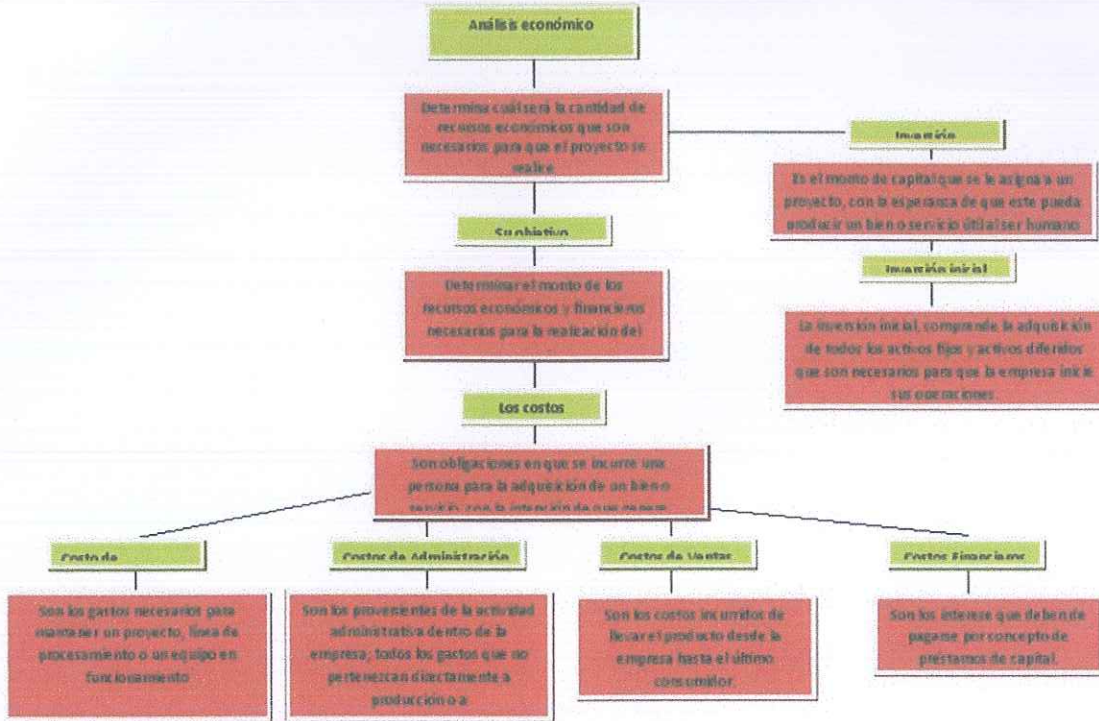 Análisis económico
Determina cuál será la cantidad de
recursos económicos que son
necesarios para que el proyecto se
realice
Inversión
Es el monto de capital que se le asigna a un
proyecto, con la esperanza de que este pueda
producir un bien o servicio útil al ser humano
Su objetivo
Inversión inicial
Determinar el monto de los
recursos económicos y financieros
necesarios para la realización del
La inversión inicial, comprende la adquisición
de todos los activos fijos y activos diferidos
que son necesarios para que la empresa inicie
sus operaciones.
Los costos
Son obligaciones en que se incurre una
persona para la adquisición de un bien o
servicio, con la intención de que genere
Costo de
Son los gastos necesarios para
mantener un proyecto, línea de
procesamiento o un equipo en
funcionamiento
Costos de Administración
Son los provenientes de la actividad
administrativa dentro de la
empresa; todos los gastos que no
pertenezcan directamente a
producción o a
Costos de Ventas
Son los costos incurridos de
llevar el producto desde la
empresa hasta el último
consumidor.
Costos Financieros
Son los interese que deben de
pagarse por concepto de
préstamos de capital.